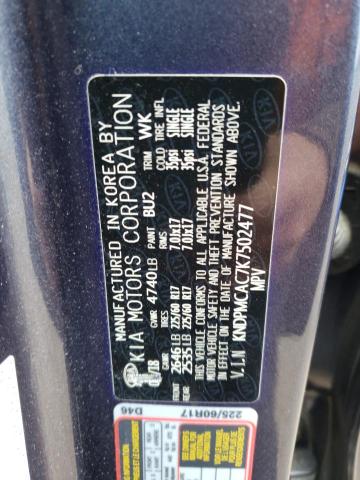 MANUFACTURED IN KOREA BY
KIA MOTORS CORPORATION
GVWR 4740LB PAINT BU2 TRIM WK
GAWR COLD TIRE INFL
FRONT 2646LB 225/60 R17 7.0Jx17 35psi SINGLE
REAR 2535LB 225/60 R17 7.0Jx17 35psi SINGLE
THIS VEHICLE CONFORMS TO ALL APPLICABLE U.S.A. FEDERAL
MOTOR VEHICLE SAFETY AND THEFT PREVENTION STANDARDS
IN EFFECT ON THE DATE OF MANUFACTURE SHOWN ABOVE.
V.I.N KNDPMCAC7K7502477
MPV
KIA
225/60R17
D46